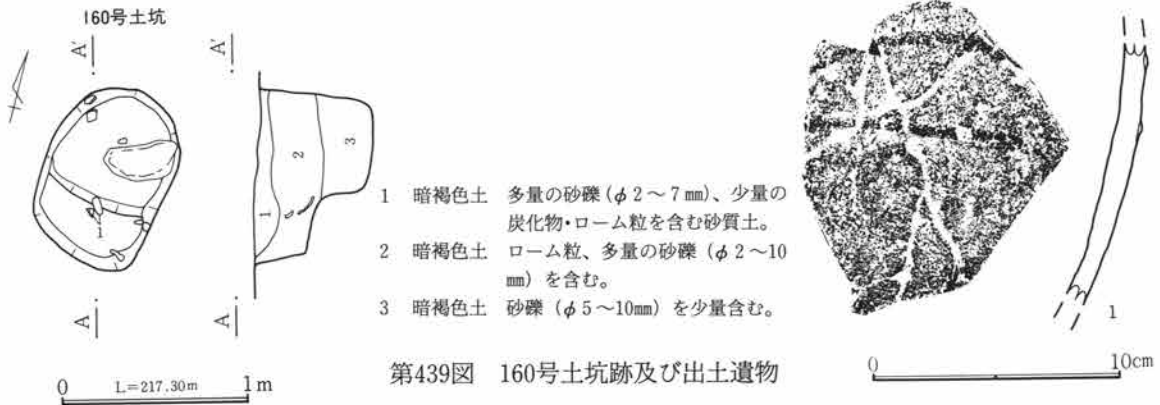 160号土坑
A' A'
1
1
2
3
A A
0 L=217.30m 1m
1 暗褐色土 多量の砂礫(φ2～7㎜)、少量の
炭化物・ローム粒を含む砂質土。
2 暗褐色土 ローム粒、多量の砂礫(φ2～10
㎜)を含む。
3 暗褐色土 砂礫(φ5～10㎜)を少量含む。
第439図 160号土坑跡及び出土遺物
1
0 10cm